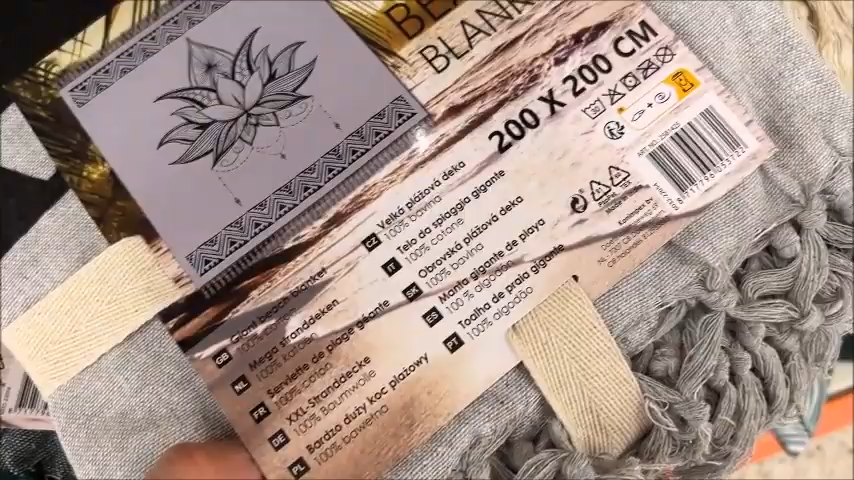 BLANK
200 X 200 CM
GB Giant beach blanket
100% cotton
NL Mega stranddeken
100% katoen
FR Serviette de plage géante
100% coton
DE XXL-Strandecke
100% Baumwolle
PL Bardzo duży koc plażowy
100% bawełna
CZ Velká plážová deka
100% bavlna
IT Telo da spiaggia gigante
100% cotone
SK Obrovská plážová deka
100% bavlna
ES Manta gigante de playa
100% algodón
PT Toalha de praia gigante
100% algodão